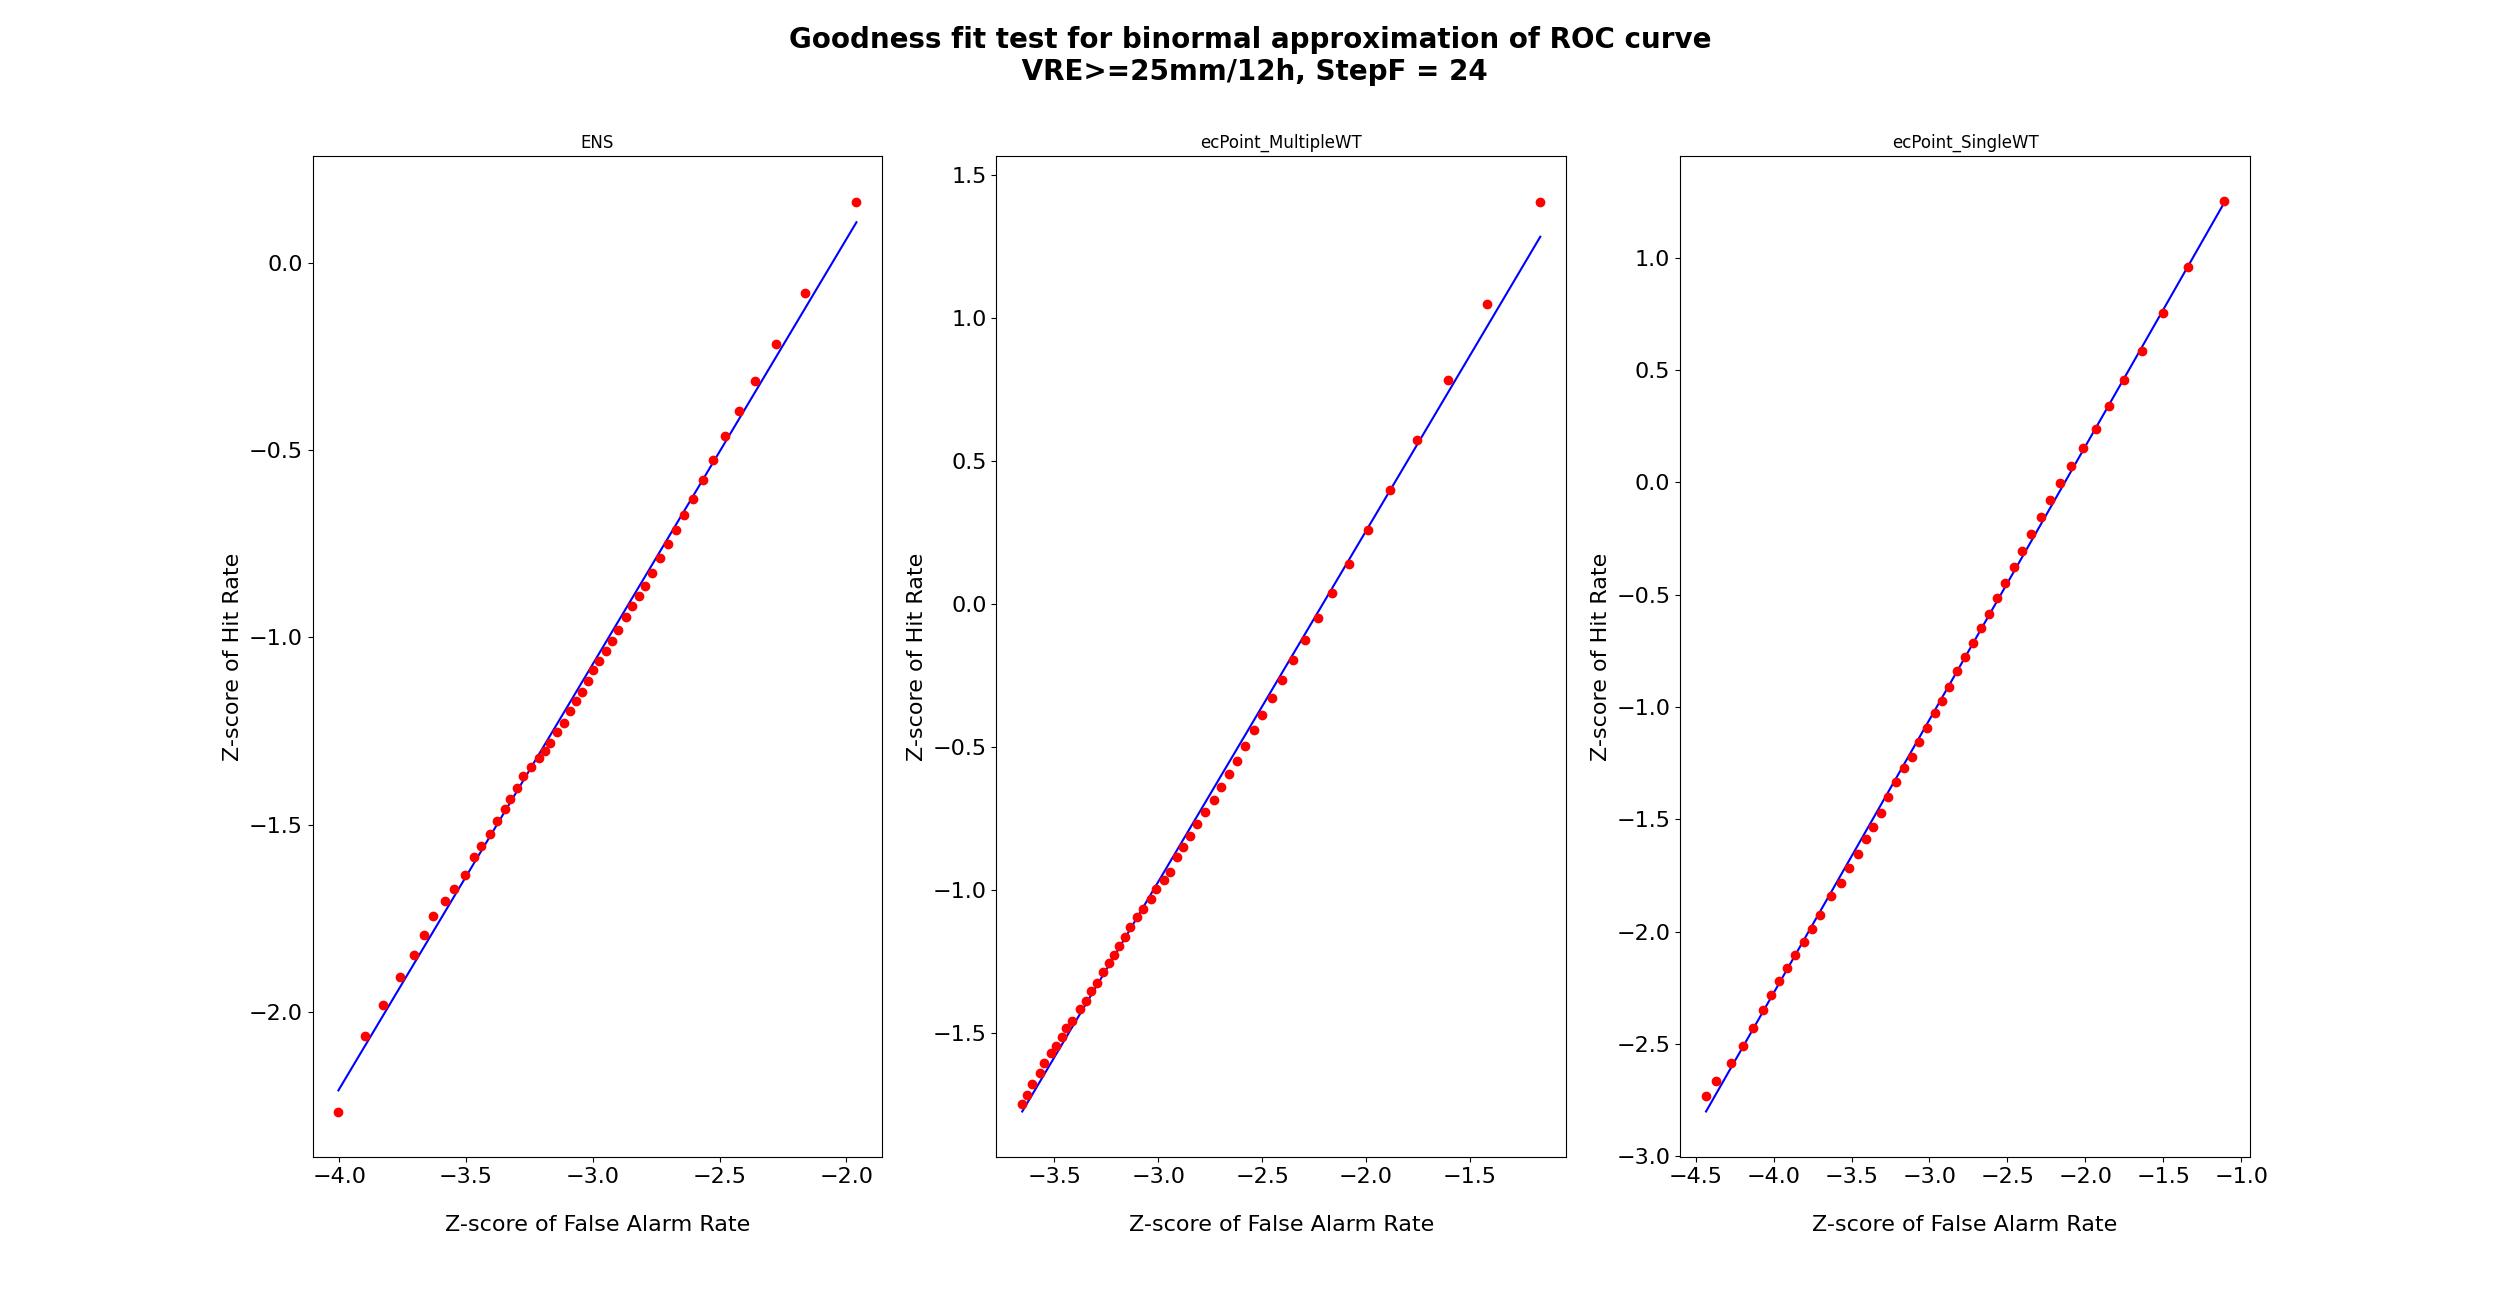 Goodness fit test for binormal approximation of ROC curve
VRE>=25mm/12h, StepF = 24
ENS
Z-score of Hit Rate
0.0
−0.5
−1.0
−1.5
−2.0
−4.0 −3.5 −3.0 −2.5 −2.0
Z-score of False Alarm Rate
ecPoint_MultipleWT
Z-score of Hit Rate
1.5
1.0
0.5
0.0
−0.5
−1.0
−1.5
−3.5 −3.0 −2.5 −2.0 −1.5
Z-score of False Alarm Rate
ecPoint_SingleWT
Z-score of Hit Rate
1.0
0.5
0.0
−0.5
−1.0
−1.5
−2.0
−2.5
−3.0
−4.5 −4.0 −3.5 −3.0 −2.5 −2.0 −1.5 −1.0
Z-score of False Alarm Rate